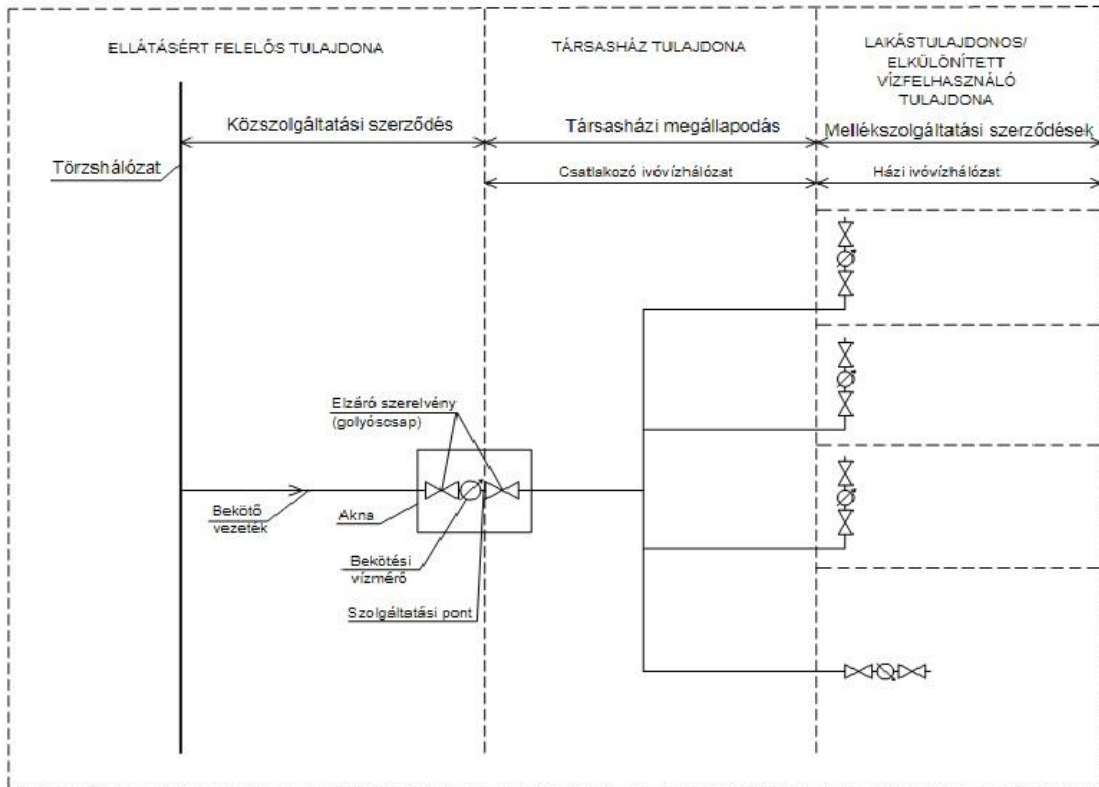 ELLÁTÁSÉRT FELELŐS TULAJDONA
TÁRSASHÁZ TULAJDONA
LAKÁSTULAJDONOS/
ELKÜLÖNÍTETT
VÍZFELHASZNÁLÓ
TULAJDONA
Közszolgáltatási szerződés
Társasházi megállapodás
Mellékszolgáltatási szerződések
Törzshálózat
Csatlakozó ivóvízhálózat
Házi ivóvízhálózat
Elzáró szerelvény
(gollyóscsap)
Bekötő
vezeték
Akna
Bekötési
vízmérő
Szolgáltatási pont